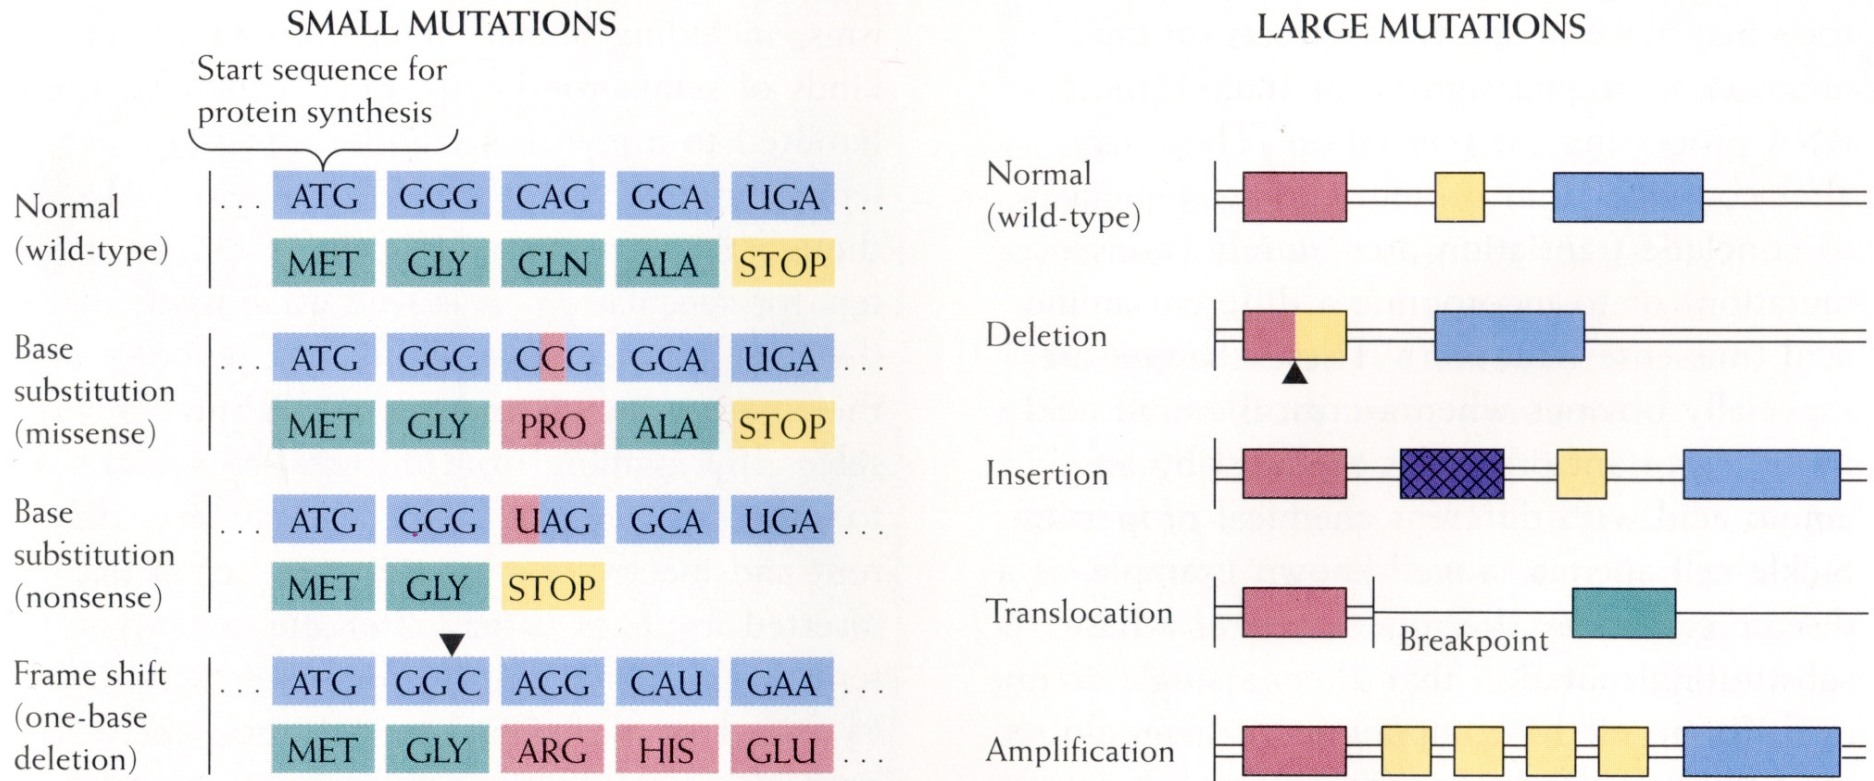 SMALL MUTATIONS
Start sequence for
protein synthesis
Normal
(wild-type)
... ATG GGG CAG GCA UGA ...
MET GLY GLN ALA STOP
Base
substitution
(missense)
... ATG GGG CCG GCA UGA ...
MET GLY PRO ALA STOP
Base
substitution
(nonsense)
... ATG GGG UAG GCA UGA ...
MET GLY STOP
Frame shift
(one-base
deletion)
... ATG GG C AGG CAU GAA ...
MET GLY ARG HIS GLU ...
LARGE MUTATIONS
Normal
(wild-type)
Deletion
Insertion
Translocation
Breakpoint
Amplification